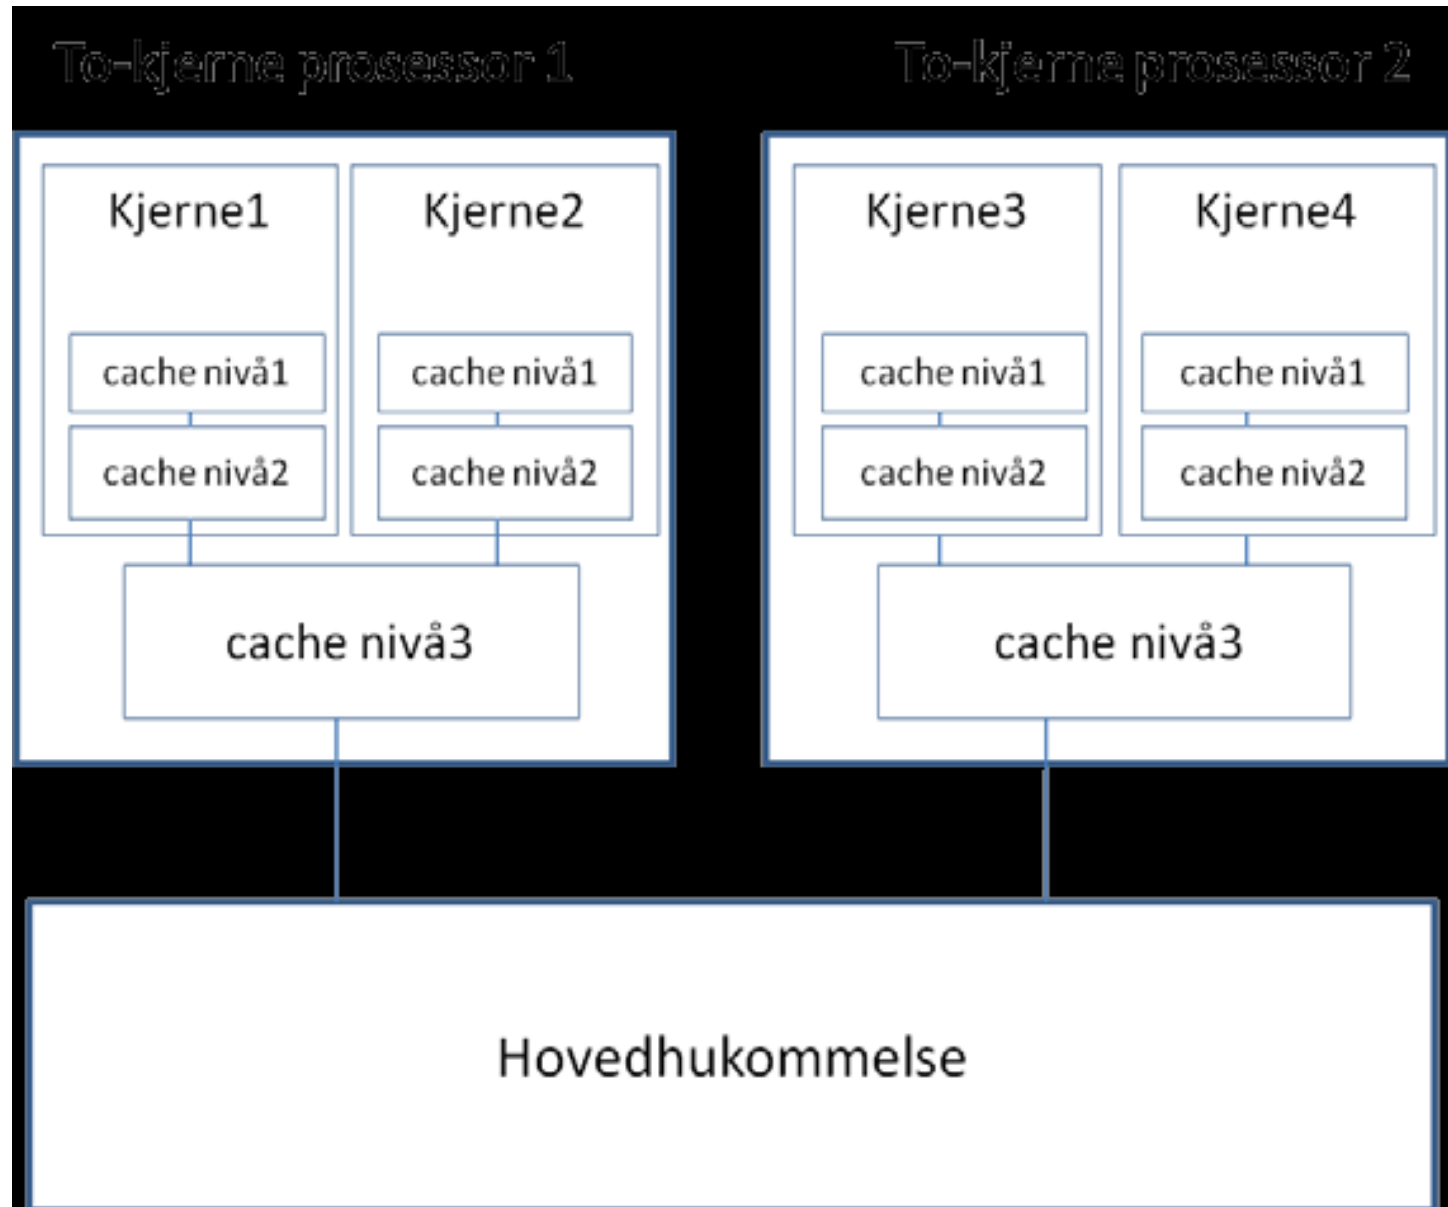 To-kjerne prosessor 1
To-kjerne prosessor 2
Kjerne1
Kjerne2
cache nivå1
cache nivå1
cache nivå2
cache nivå2
cache nivå3
Kjerne3
Kjerne4
cache nivå1
cache nivå1
cache nivå2
cache nivå2
cache nivå3
Hovedhukommelse